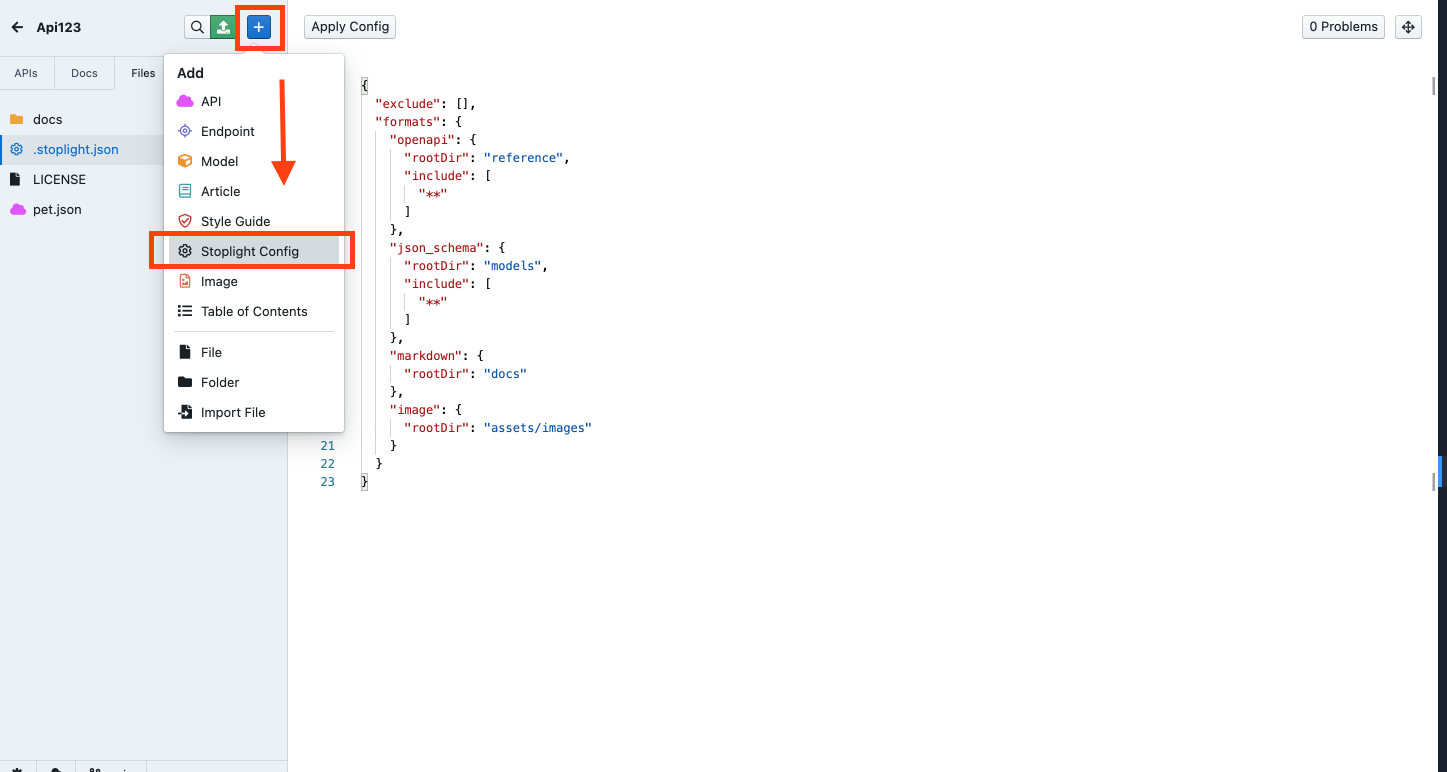 Api123
Apply Config
0 Problems
APIs
Docs
Files
docs
.stoplight.json
LICENSE
pet.json
Add
API
Endpoint
Model
Article
Style Guide
Stoplight Config
Image
Table of Contents
File
Folder
Import File
{
"exclude": [],
"formats": {
"openapi": {
"rootDir": "reference",
"include": [
"**"
]
},
"json_schema": {
"rootDir": "models",
"include": [
"**"
]
},
"markdown": {
"rootDir": "docs"
},
"image": {
"rootDir": "assets/images"
21 }
22 }
23 }